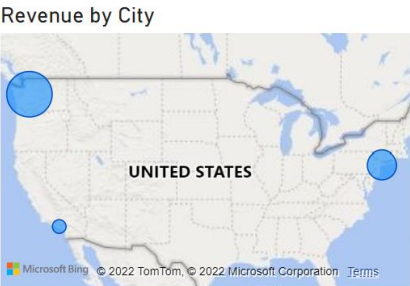 Revenue by City
UNITED STATES
Microsoft Bing © 2022 TomTom, © 2022 Microsoft Corporation Terms